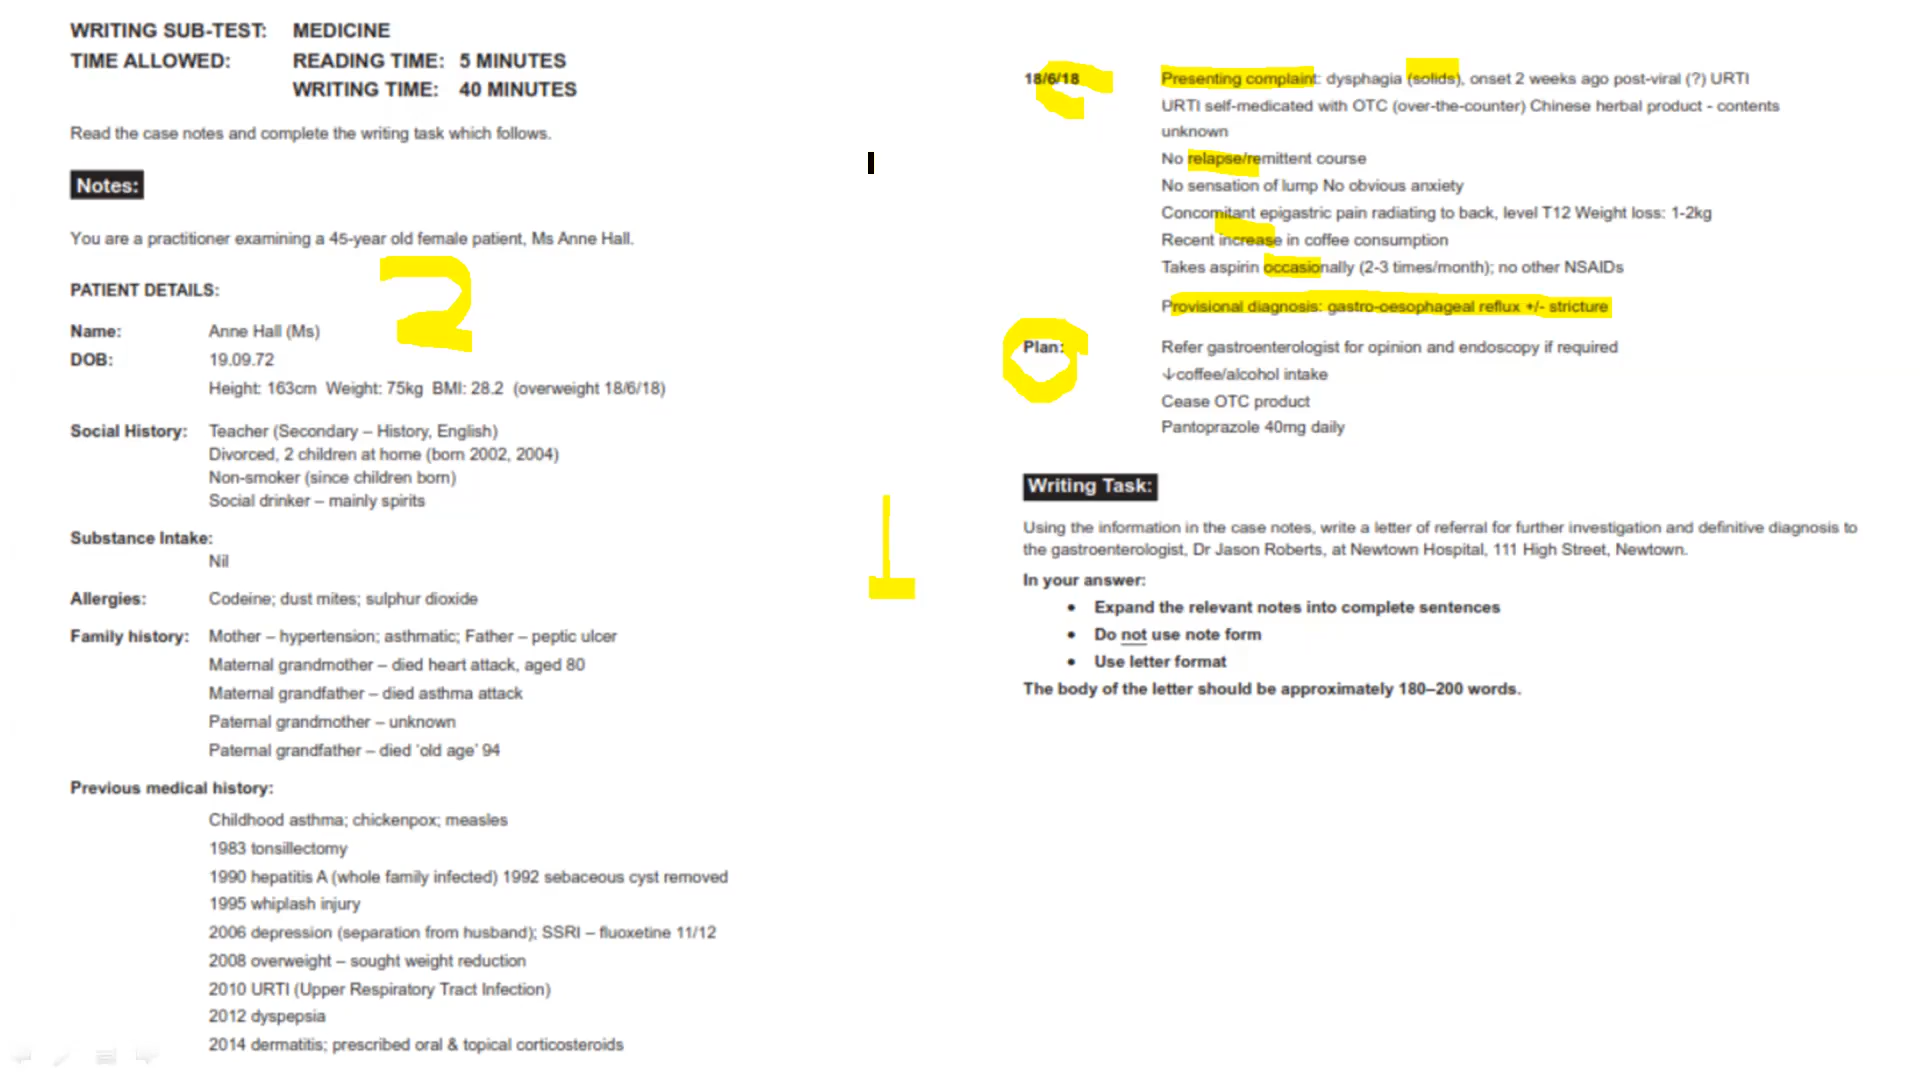 WRITING SUB-TEST: MEDICINE
TIME ALLOWED: READING TIME: 5 MINUTES
WRITING TIME: 40 MINUTES
Read the case notes and complete the writing task which follows.
Notes:
You are a practitioner examining a 45-year old female patient, Ms Anne Hall.
PATIENT DETAILS:
Name: Anne Hall (Ms)
DOB: 19.09.72
Height: 163cm Weight: 75kg BMI: 28.2 (overweight 18/6/18)
Social History: Teacher (Secondary – History, English)
Divorced, 2 children at home (born 2002, 2004)
Non-smoker (since children born)
Social drinker – mainly spirits
Substance Intake:
Nil
Allergies: Codeine; dust mites; sulphur dioxide
Family history: Mother – hypertension; asthmatic; Father – peptic ulcer
Maternal grandmother – died heart attack, aged 80
Maternal grandfather – died asthma attack
Paternal grandmother – unknown
Paternal grandfather – died ‘old age’ 94
Previous medical history:
Childhood asthma; chickenpox; measles
1983 tonsillectomy
1990 hepatitis A (whole family infected) 1992 sebaceous cyst removed
1995 whiplash injury
2006 depression (separation from husband); SSRI – fluoxetine 11/12
2008 overweight – sought weight reduction
2010 URTI (Upper Respiratory Tract Infection)
2012 dyspepsia
2014 dermatitis; prescribed oral & topical corticosteroids
2
1
18/6/18 Presenting complaint: dysphagia (solids), onset 2 weeks ago post-viral (?) URTI
URTI self-medicated with OTC (over-the-counter) Chinese herbal product - contents
unknown
No relapse/remittent course
No sensation of lump No obvious anxiety
Concomitant epigastric pain radiating to back, level T12 Weight loss: 1-2kg
Recent increase in coffee consumption
Takes aspirin occasionally (2-3 times/month); no other NSAIDs
Provisional diagnosis: gastro-oesophageal reflux +/- stricture
Plan: Refer gastroenterologist for opinion and endoscopy if required
↓coffee/alcohol intake
Cease OTC product
Pantoprazole 40mg daily
Writing Task:
Using the information in the case notes, write a letter of referral for further investigation and definitive diagnosis to
the gastroenterologist, Dr Jason Roberts, at Newtown Hospital, 111 High Street, Newtown.
In your answer:
• Expand the relevant notes into complete sentences
• Do not use note form
• Use letter format
The body of the letter should be approximately 180–200 words.